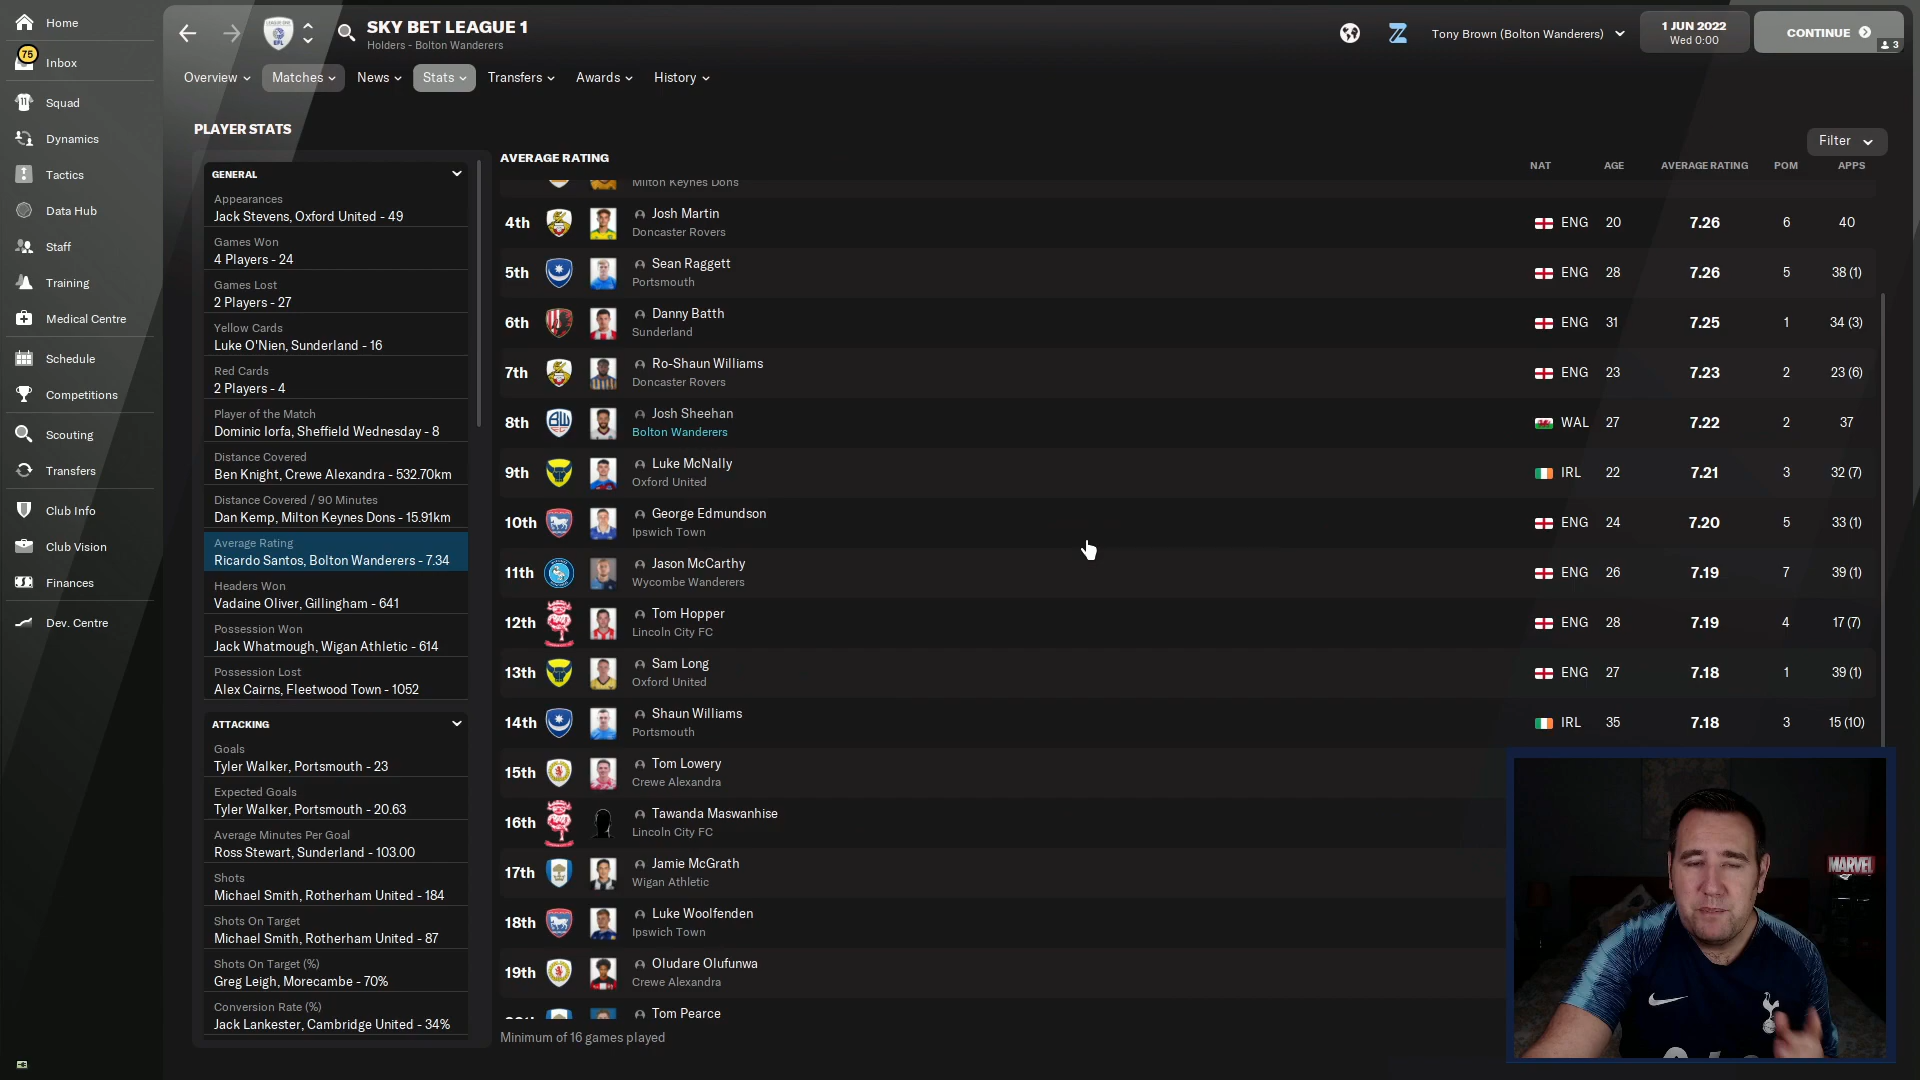 Home
75
Inbox
Squad
Dynamics
Tactics
Data Hub
Staff
Training
Medical Centre
Schedule
Competitions
Scouting
Transfers
Club Info
Club Vision
Finances
Dev. Centre
SKY BET LEAGUE 1
Holders - Bolton Wanderers
Tony Brown (Bolton Wanderers)
1 JUN 2022
Wed 0:00
CONTINUE
3
Overview
Matches
News
Stats
Transfers
Awards
History
PLAYER STATS
Filter
GENERAL
Appearances
Jack Stevens, Oxford United - 49
Games Won
4 Players - 24
Games Lost
2 Players - 27
Yellow Cards
Luke O'Nien, Sunderland - 16
Red Cards
2 Players - 4
Player of the Match
Dominic Iorfa, Sheffield Wednesday - 8
Distance Covered
Ben Knight, Crewe Alexandra - 532.70km
Distance Covered / 90 Minutes
Dan Kemp, Milton Keynes Dons - 15.91km
Average Rating
Ricardo Santos, Bolton Wanderers - 7.34
Headers Won
Vadaine Oliver, Gillingham - 641
Possession Won
Jack Whatmough, Wigan Athletic - 614
Possession Lost
Alex Cairns, Fleetwood Town - 1052
ATTACKING
Goals
Tyler Walker, Portsmouth - 23
Expected Goals
Tyler Walker, Portsmouth - 20.63
Average Minutes Per Goal
Ross Stewart, Sunderland - 103.00
Shots
Michael Smith, Rotherham United - 184
Shots On Target
Michael Smith, Rotherham United - 87
Shots On Target (%)
Greg Leigh, Morecambe - 70%
Conversion Rate (%)
Jack Lankester, Cambridge United - 34%
AVERAGE RATING
NAT AGE AVERAGE RATING POM APPS
Milton Keynes Dons
4th Josh Martin ENG 20 7.26 6 40
Doncaster Rovers
5th Sean Raggett ENG 28 7.26 5 38 (1)
Portsmouth
6th Danny Batth ENG 31 7.25 1 34 (3)
Sunderland
7th Ro-Shaun Williams ENG 23 7.23 2 23 (6)
Doncaster Rovers
8th Josh Sheehan WAL 27 7.22 2 37
Bolton Wanderers
9th Luke McNally IRL 22 7.21 3 32 (7)
Oxford United
10th George Edmundson ENG 24 7.20 5 33 (1)
Ipswich Town
11th Jason McCarthy ENG 26 7.19 7 39 (1)
Wycombe Wanderers
12th Tom Hopper ENG 28 7.19 4 17 (7)
Lincoln City FC
13th Sam Long ENG 27 7.18 1 39 (1)
Oxford United
14th Shaun Williams IRL 35 7.18 3 15 (10)
Portsmouth
15th Tom Lowery
Crewe Alexandra
16th Tawanda Maswanhise
Lincoln City FC
17th Jamie McGrath
Wigan Athletic
18th Luke Woolfenden
Ipswich Town
19th Oludare Olufunwa
Crewe Alexandra
Tom Pearce
Minimum of 16 games played
MARVEL